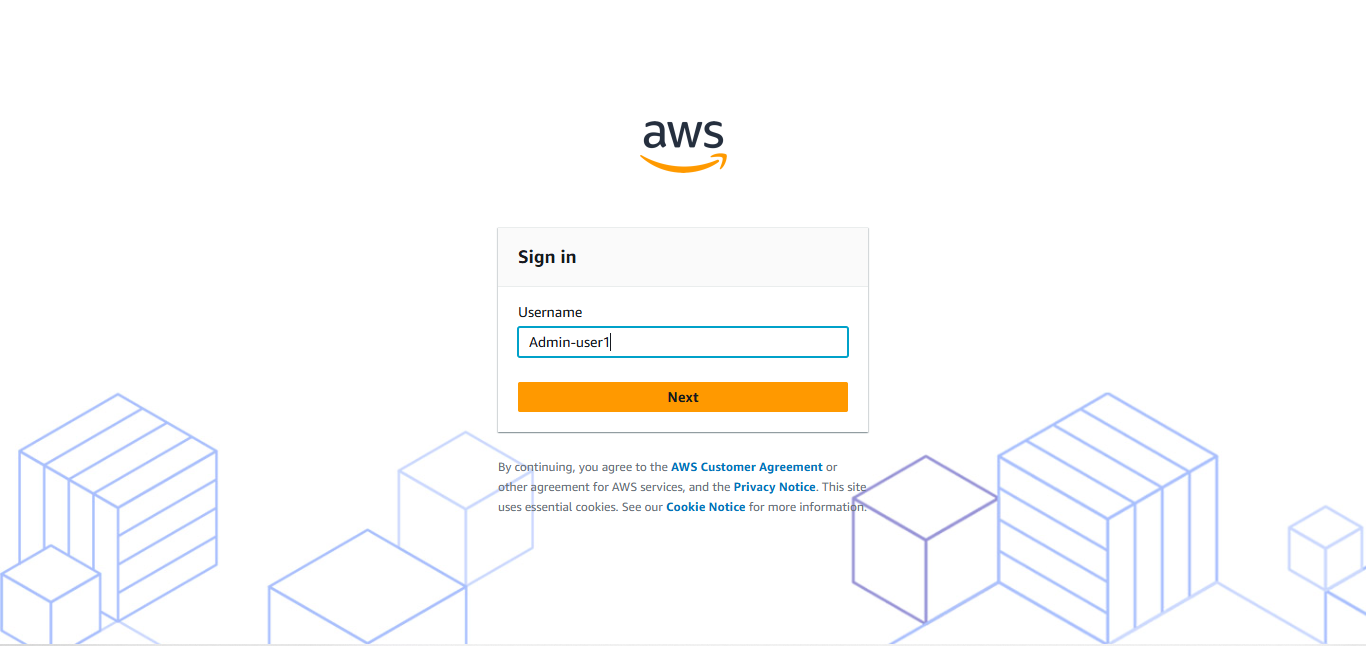 aws
Sign in
Username
Admin-user1
Next
By continuing, you agree to the AWS Customer Agreement or
other agreement for AWS services, and the Privacy Notice. This site
uses essential cookies. See our Cookie Notice for more information.